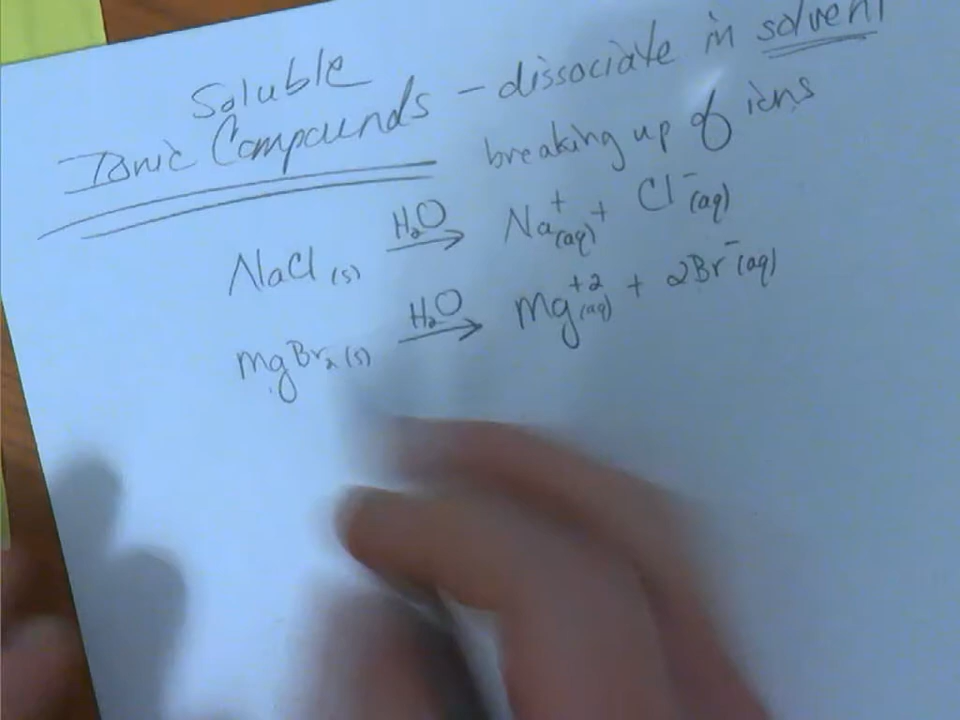 Soluble
Ionic Compounds - dissociate in solvent
breaking up of ions
NaCl (s) H₂O → Na⁺(aq) + Cl⁻(aq)
MgBr₂ (s) H₂O → Mg⁺²(aq) + 2Br⁻(aq)